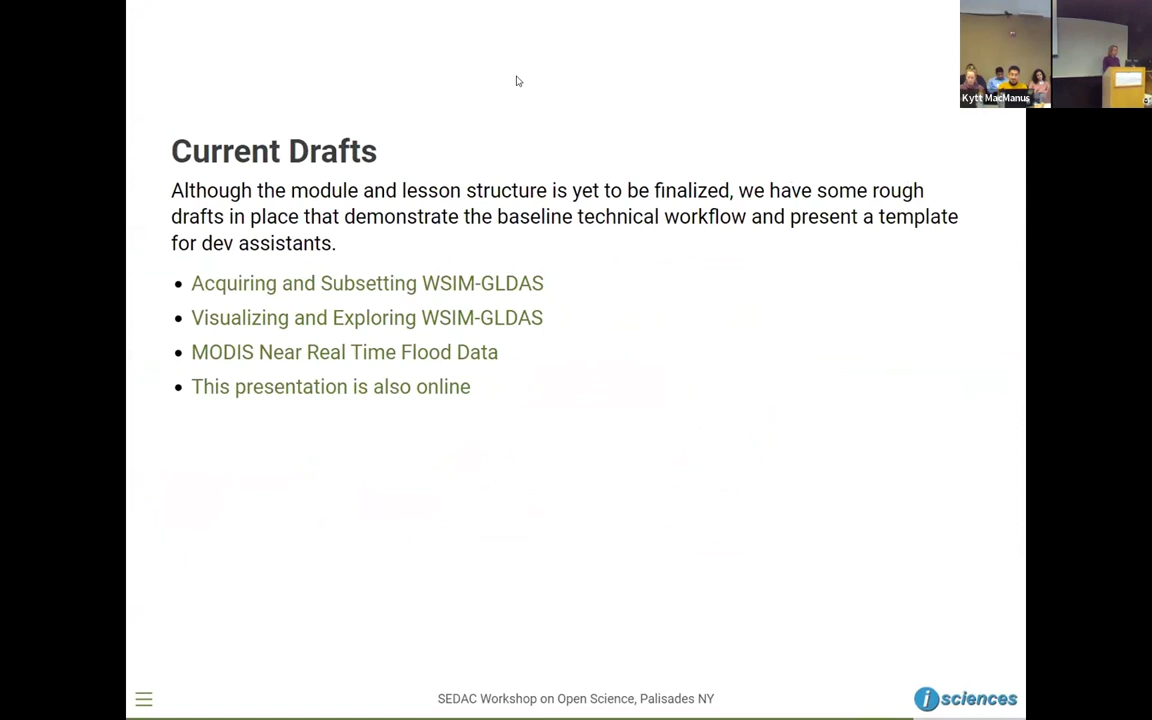 Kytt MacManus
Current Drafts
Although the module and lesson structure is yet to be finalized, we have some rough
drafts in place that demonstrate the baseline technical workflow and present a template
for dev assistants.
Acquiring and Subsetting WSIM-GLDAS
Visualizing and Exploring WSIM-GLDAS
MODIS Near Real Time Flood Data
This presentation is also online
SEDAC Workshop on Open Science, Palisades NY
isciences